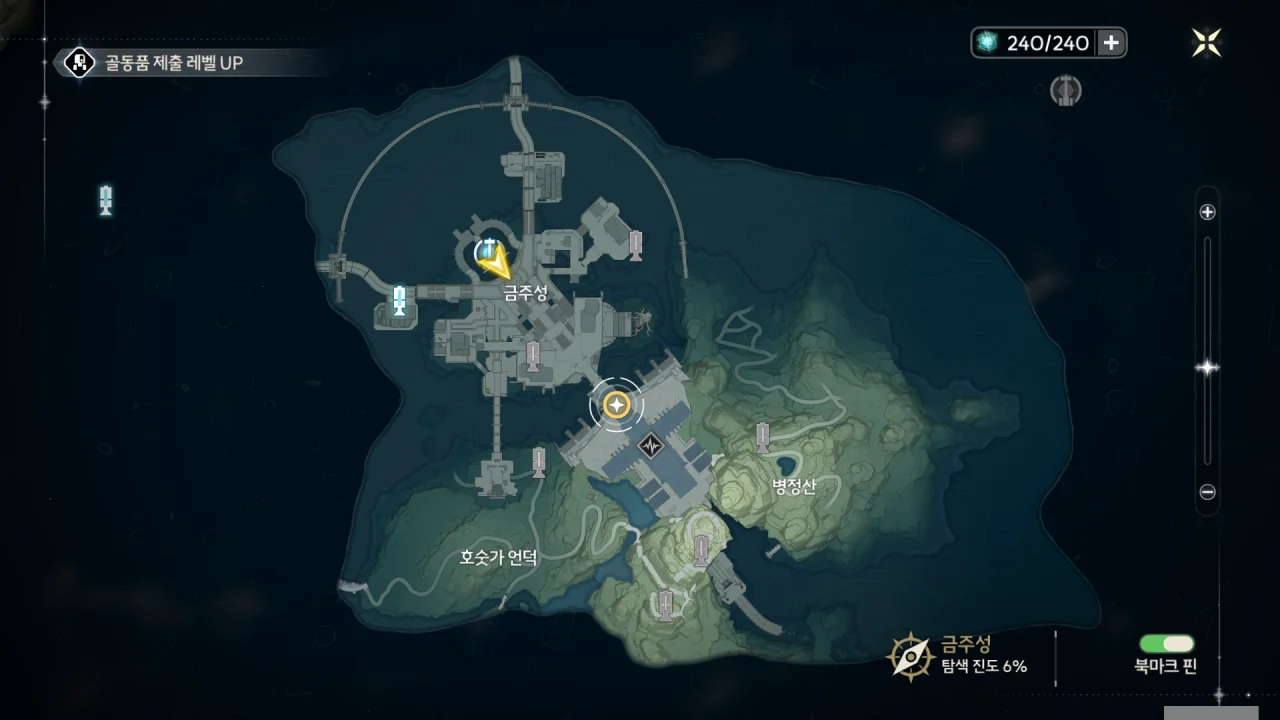 골동품 제출 레벨 UP
240/240
금주성
병정산
호숫가 언덕
금주성
탐색 진도 6%
북마크 핀